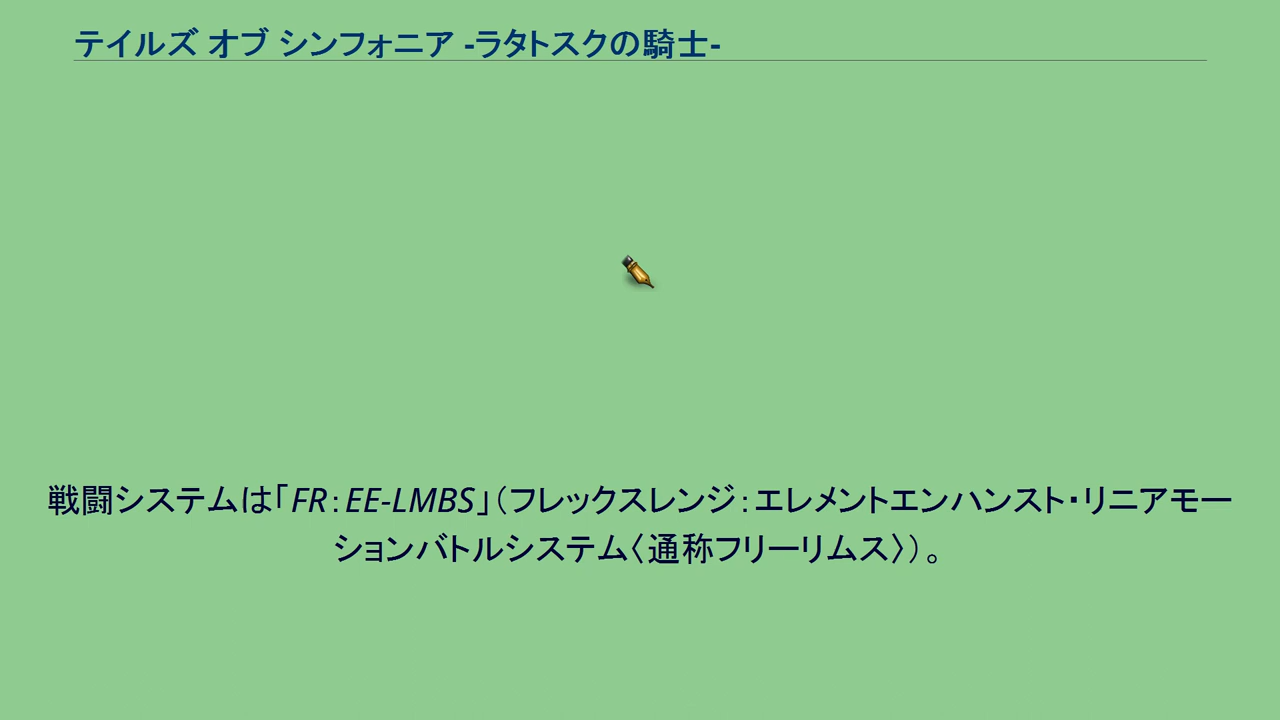 テイルズ オブ シンフォニア -ラタトスクの騎士-
戦闘システムは「FR：EE-LMBS」（フレックスレンジ：エレメントエンハンスト・リニアモー
ションバトルシステム〈通称フリーリムス〉）。